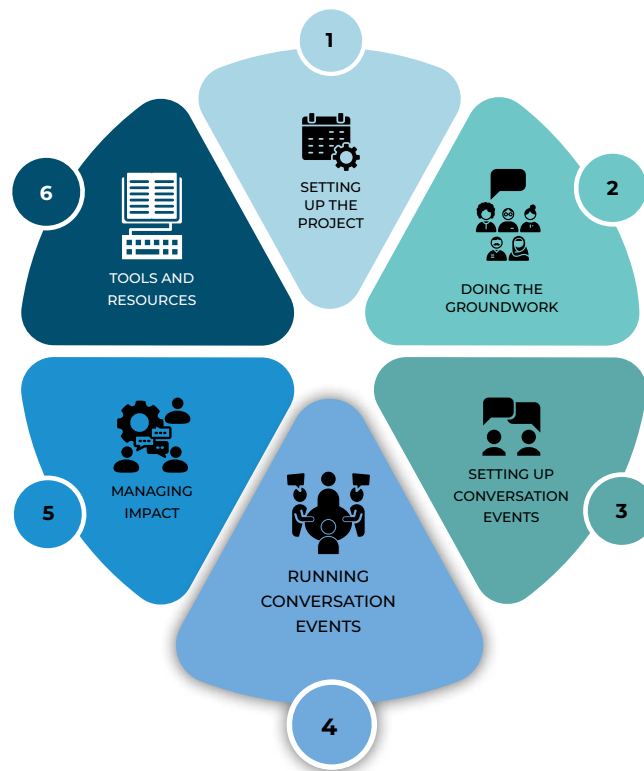 1
SETTING
UP THE
PROJECT
2
DOING THE
GROUNDWORK
3
SETTING UP
CONVERSATION
EVENTS
4
RUNNING
CONVERSATION
EVENTS
5
MANAGING
IMPACT
6
TOOLS AND
RESOURCES